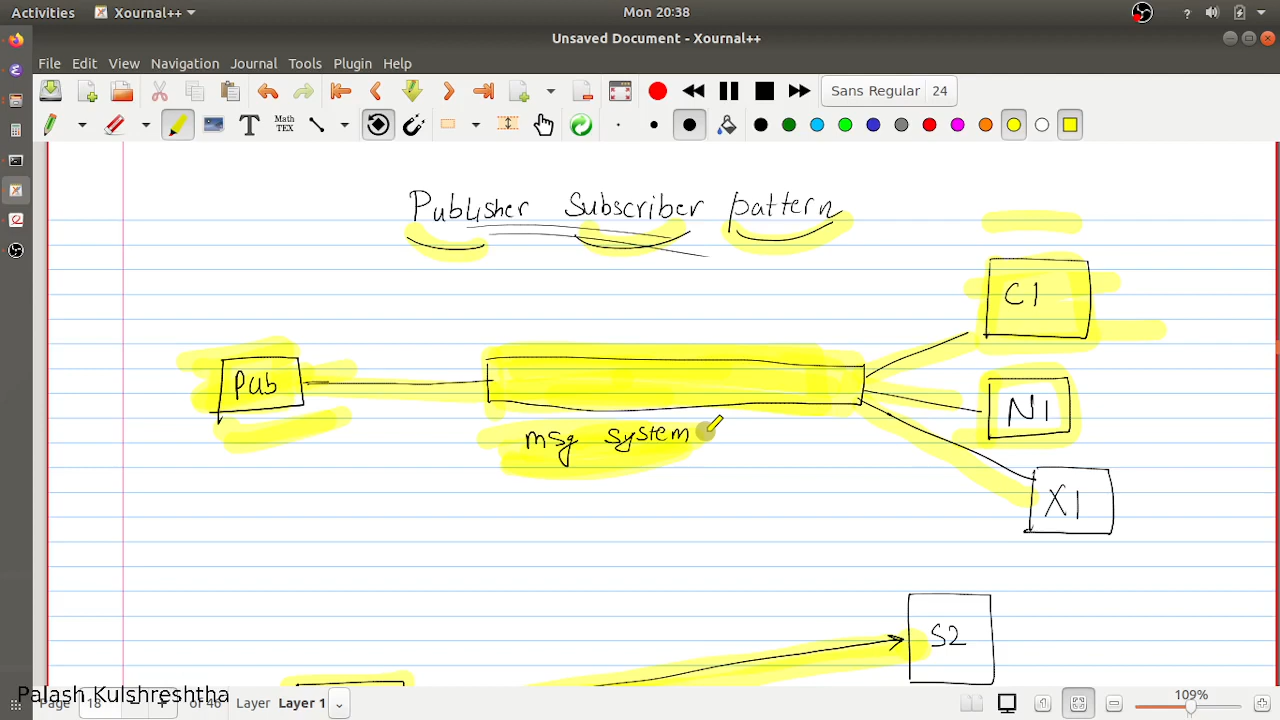 Activities Xournal++ Mon 20:38 ?
Unsaved Document - Xournal++
File Edit View Navigation Journal Tools Plugin Help
Sans Regular 24
T MATH TEX
Publisher Subscriber pattern
C1
Pub
N1
msg system
X1
S2
Palash Kulshreshtha
Page 18 - + of 46 Layer Layer 1 109%